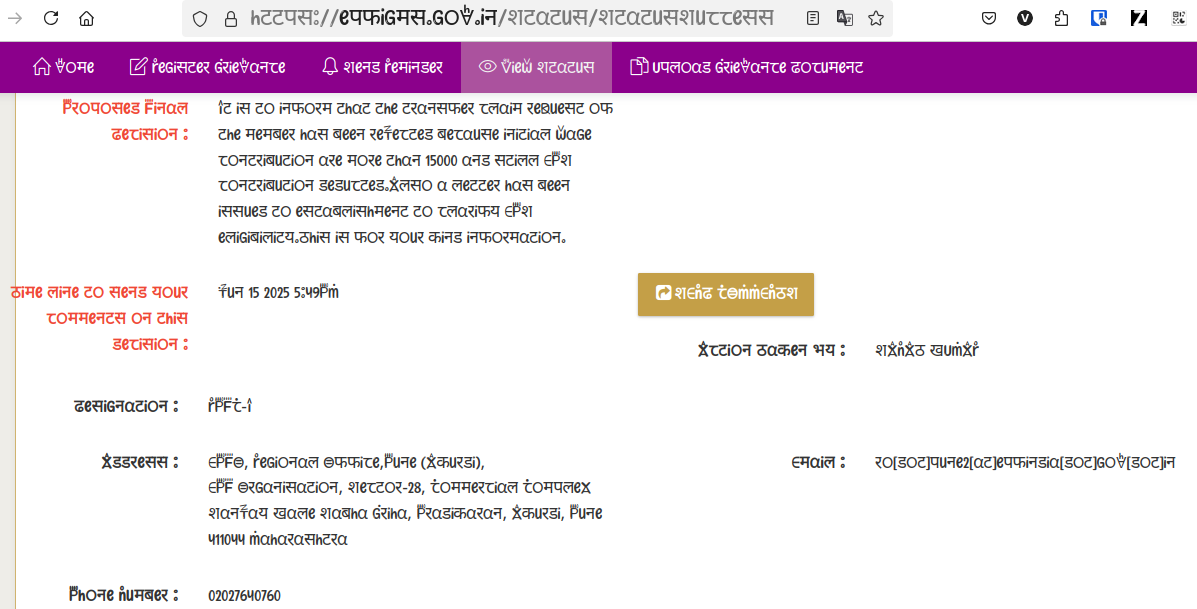 https://epfigms.gov.in/Status/StatusSuccess
Home Register Grievance Send Reminder View Status Upload Grievance Document
Proposed Final
Decision :
It is to inform that the transfer claim request of
the member has been rejected because initial Wage
contribution are more than 15000 and still EPS
contribution deducted.Also a letter has been
issued to establishment to clarify EPS
eligibility.This is for your kind information.
Time line to send your
comments on this
decision :
Jun 15 2025 5:49PM
SEND COMMENTS
Action Taken By : SANAT KUMAR
Designation : RPFC-I
Address : EPFO, Regional Office,Pune (Akurdi),
EPF Organisation, Sector-28, Commercial Complex
Sanjay Kale Sabha Griha, Pradikaran, Akurdi, Pune
411044 Maharashtra
Email : ro[dot]pune2[at]epfindia[dot]gov[dot]in
Phone Number : 02027640760